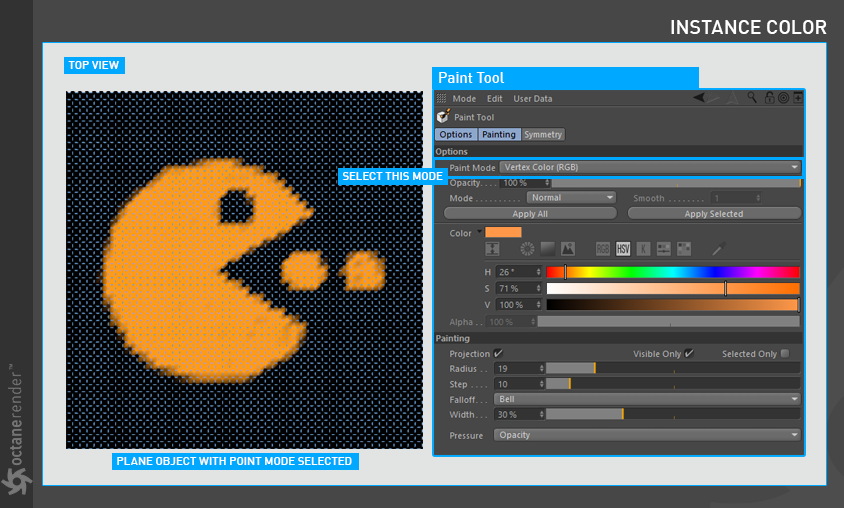 INSTANCE COLOR
TOP VIEW
Paint Tool
Mode Edit User Data
Paint Tool
Options Painting Symmetry
Options
Paint Mode Vertex Color (RGB)
SELECT THIS MODE
Opacity. . . . 100 %
Mode . . . . . . . . . . Normal Smooth . . . . . . . . 1
Apply All Apply Selected
Color
RGB HSV K
H 26 °
S 71 %
V 100 %
Alpha . . 100 %
Painting
Projection Visible Only Selected Only
Radius . . 19
Step . . . . 10
Falloff. . . Bell
Width. . . 30 %
Pressure Opacity
PLANE OBJECT WITH POINT MODE SELECTED
octanerender™